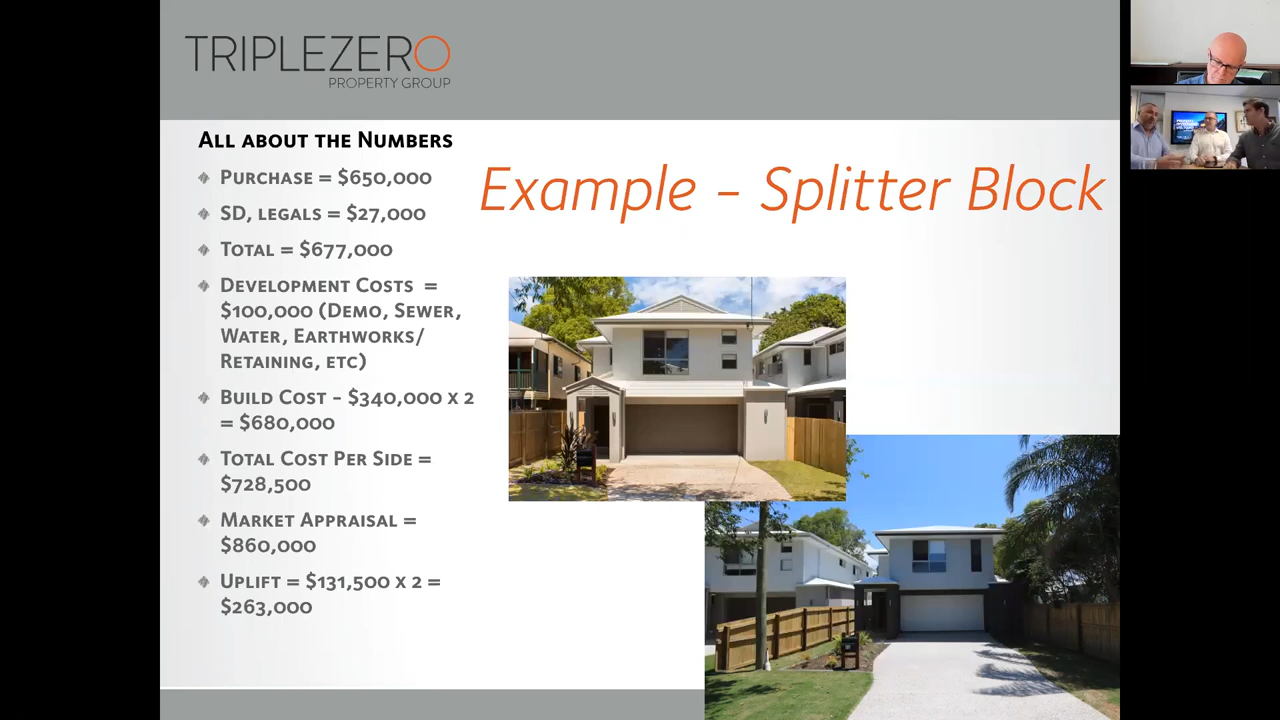 TRIPLEZERO
PROPERTY GROUP
All about the Numbers
Example – Splitter Block
Purchase = $650,000
SD, legals = $27,000
Total = $677,000
Development Costs =
$100,000 (Demo, Sewer,
Water, Earthworks/
Retaining, etc)
Build Cost – $340,000 x 2
= $680,000
Total Cost Per Side =
$728,500
Market Appraisal =
$860,000
Uplift = $131,500 x 2 =
$263,000